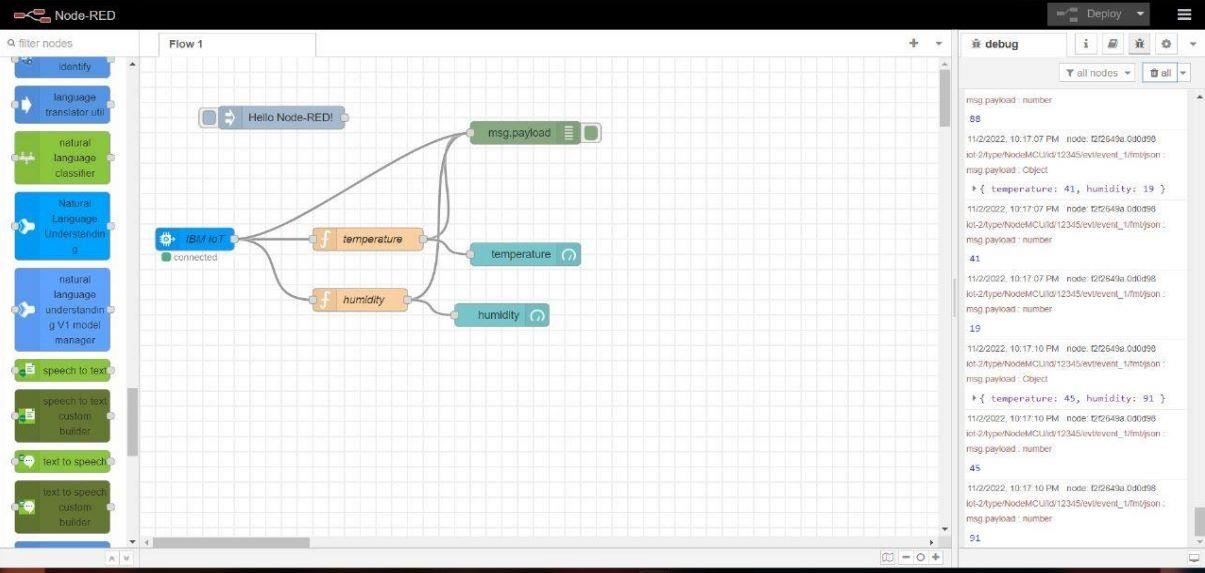 Node-RED
Deploy
filter nodes
Flow 1
debug
i
all nodes
all
identify
language
translator util
natural
language
classifier
Natural
Language
Understandin
g
natural
language
understandin
g V1 model
manager
speech to text
speech to text
custom
builder
text to speech
text to speech
custom
builder
Hello Node-RED!
msg.payload
IBM IoT
connected
temperature
temperature
humidity
humidity
msg.payload : number
88
11/2/2022, 10:17:07 PM node: f2f2649a.0d0d98
iot-2/type/NodeMCU/id/12345/evt/event_1/fmt/json :
msg.payload : Object
{ temperature: 41, humidity: 19 }
11/2/2022, 10:17:07 PM node: f2f2649a.0d0d98
iot-2/type/NodeMCU/id/12345/evt/event_1/fmt/json :
msg.payload : number
41
11/2/2022, 10:17:07 PM node: f2f2649a.0d0d98
iot-2/type/NodeMCU/id/12345/evt/event_1/fmt/json :
msg.payload : number
19
11/2/2022, 10:17:10 PM node: f2f2649a.0d0d98
iot-2/type/NodeMCU/id/12345/evt/event_1/fmt/json :
msg.payload : Object
{ temperature: 45, humidity: 91 }
11/2/2022, 10:17:10 PM node: f2f2649a.0d0d98
iot-2/type/NodeMCU/id/12345/evt/event_1/fmt/json :
msg.payload : number
45
11/2/2022, 10:17:10 PM node: f2f2649a.0d0d98
iot-2/type/NodeMCU/id/12345/evt/event_1/fmt/json :
msg.payload : number
91